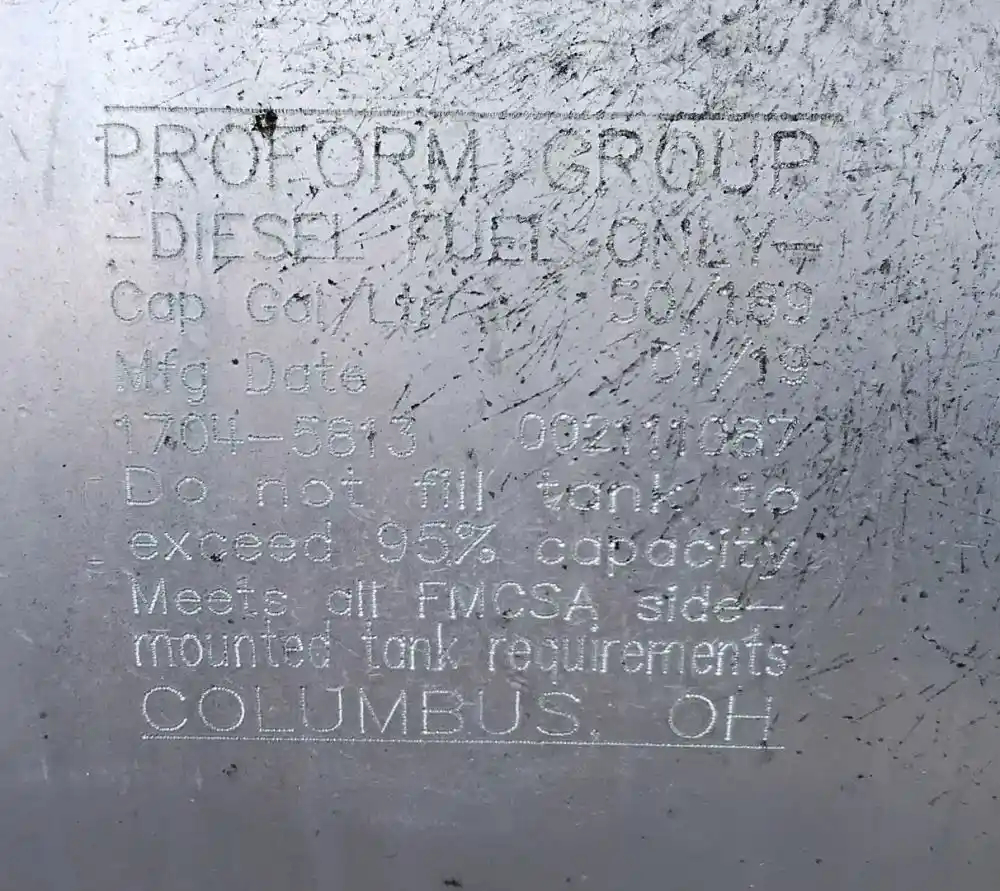 PROFORM GROUP
-DIESEL FUEL ONLY-
Cap Gal/Ltr 50/189
Mfg Date 01/19
1704-5813 002111087
Do not fill tank to
exceed 95% capacity
Meets all FMCSA side-
mounted tank requirements
COLUMBUS, OH